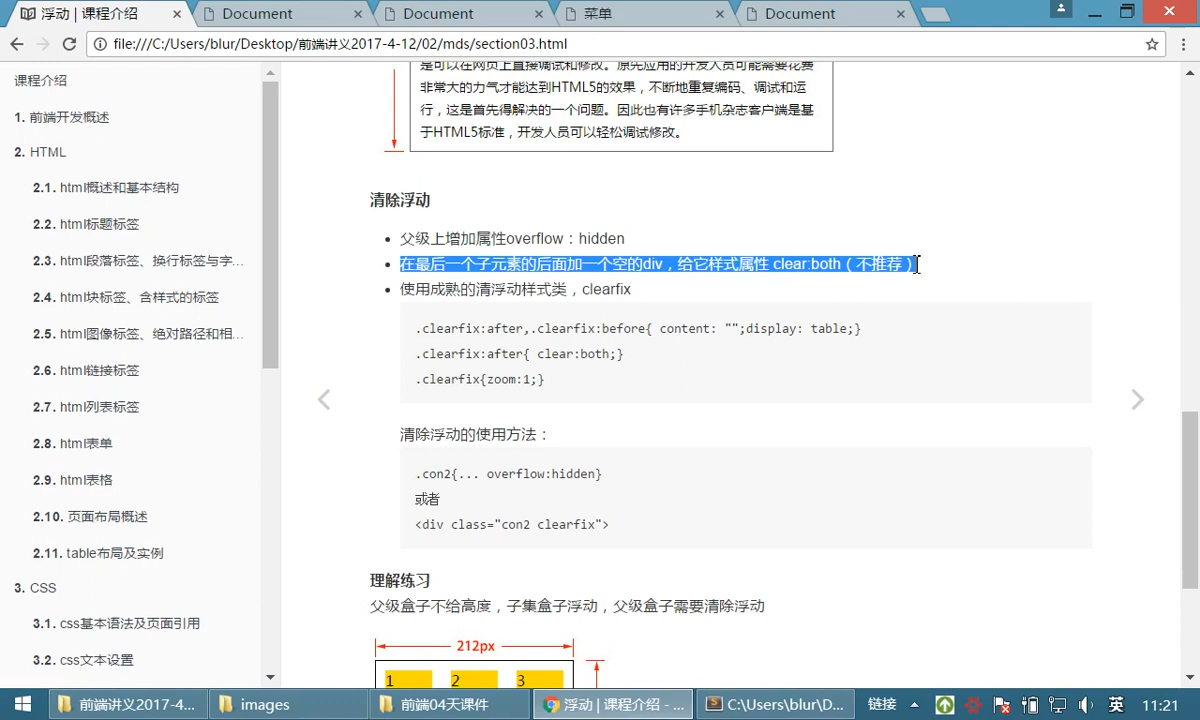 浮动 | 课程介绍
Document
Document
菜单
Document
file:///C:/Users/blur/Desktop/前端讲义2017-4-12/02/mds/section03.html
课程介绍
1. 前端开发概述
2. HTML
2.1. html概述和基本结构
2.2. html标题标签
2.3. html段落标签、换行标签与字...
2.4. html块标签、含样式的标签
2.5. html图像标签、绝对路径和相...
2.6. html链接标签
2.7. html列表标签
2.8. html表单
2.9. html表格
2.10. 页面布局概述
2.11. table布局及实例
3. CSS
3.1. css基本语法及页面引用
3.2. css文本设置
是可以在网页上直接调试和修改。原先应用的开发人员可能需要花费
非常大的力气才能达到HTML5的效果，不断地重复编码、调试和运
行，这是首先得解决的一个问题。因此也有许多手机杂志客户端是基
于HTML5标准，开发人员可以轻松调试修改。
清除浮动
• 父级上增加属性overflow：hidden
• 在最后一个子元素的后面加一个空的div，给它样式属性 clear:both（不推荐）
• 使用成熟的清浮动样式类，clearfix
.clearfix:after,.clearfix:before{ content: "";display: table;}
.clearfix:after{ clear:both;}
.clearfix{zoom:1;}
清除浮动的使用方法：
.con2{... overflow:hidden}
或者
<div class="con2 clearfix">
理解练习
父级盒子不给高度，子集盒子浮动，父级盒子需要清除浮动
212px
1 2 3
前端讲义2017-4...
images
前端04天课件
浮动 | 课程介绍 - ...
C:\Users\blur\D...
链接
英
11:21